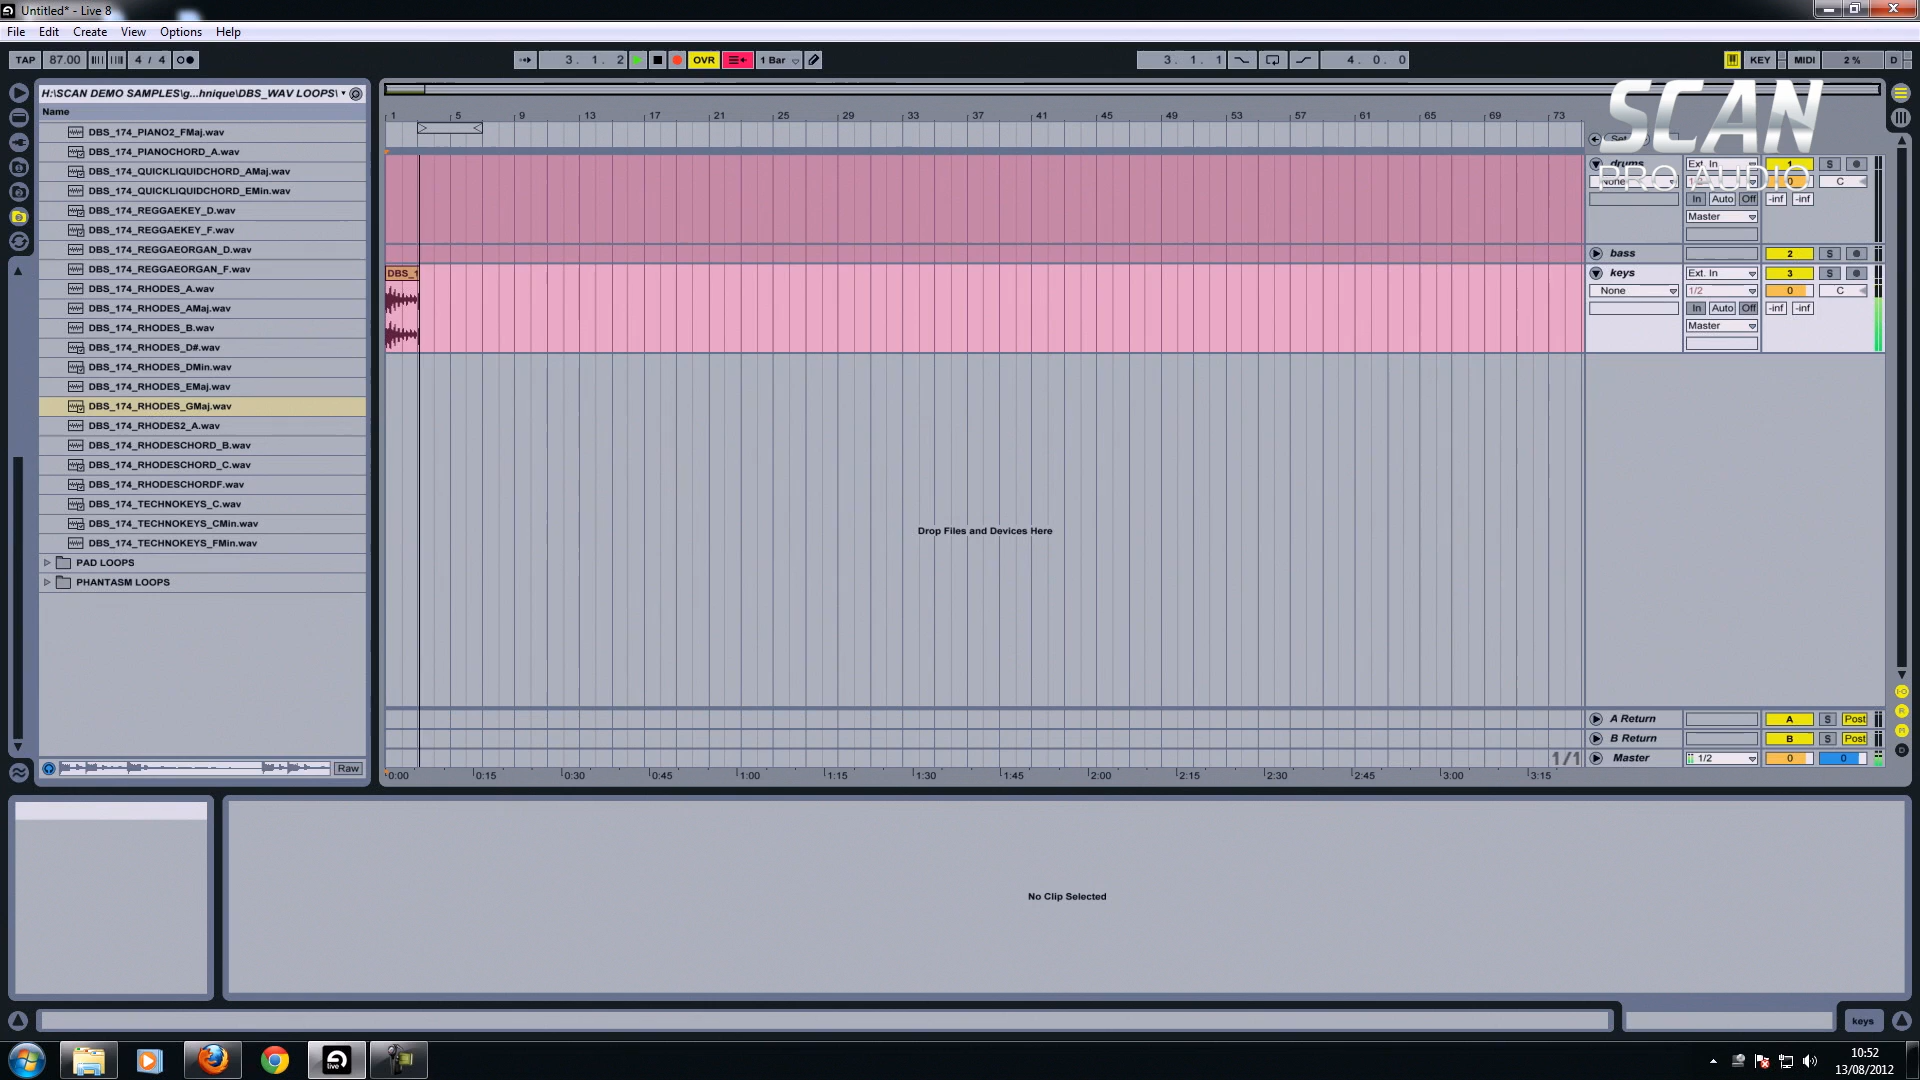 Untitled* - Live 8
File Edit Create View Options Help
TAP 87.00 4 / 4 3. 1. 2 OVR 1 Bar 3. 1. 1 4. 0. 0 KEY MIDI 2 % D
H:\SCAN DEMO SAMPLES\g...hnique\DBS_WAV LOOPS\
Name
DBS_174_PIANO2_FMaj.wav
DBS_174_PIANOCHORD_A.wav
DBS_174_QUICKLIQUIDCHORD_AMaj.wav
DBS_174_QUICKLIQUIDCHORD_EMin.wav
DBS_174_REGGAEKEY_D.wav
DBS_174_REGGAEKEY_F.wav
DBS_174_REGGAEORGAN_D.wav
DBS_174_REGGAEORGAN_F.wav
DBS_174_RHODES_A.wav
DBS_174_RHODES_AMaj.wav
DBS_174_RHODES_B.wav
DBS_174_RHODES_D#.wav
DBS_174_RHODES_DMin.wav
DBS_174_RHODES_EMaj.wav
DBS_174_RHODES_GMaj.wav
DBS_174_RHODES2_A.wav
DBS_174_RHODESCHORD_B.wav
DBS_174_RHODESCHORD_C.wav
DBS_174_RHODESCHORDF.wav
DBS_174_TECHNOKEYS_C.wav
DBS_174_TECHNOKEYS_CMin.wav
DBS_174_TECHNOKEYS_FMin.wav
PAD LOOPS
PHANTASM LOOPS
Raw
1 5 9 13 17 21 25 29 33 37 41 45 49 53 57 61 65 69 73
DBS_1
Drop Files and Devices Here
1/1
0:00 0:15 0:30 0:45 1:00 1:15 1:30 1:45 2:00 2:15 2:30 2:45 3:00 3:15
SCAN
PRO AUDIO
Set
drums Ext. In 1 S
None 1/2 0 C
In Auto Off -inf -inf
Master
bass 2 S
keys Ext. In 3 S
None 1/2 0 C
In Auto Off -inf -inf
Master
A Return A S Post
B Return B S Post
Master 1/2 0 0
I-O
R
M
D
No Clip Selected
keys
live
10:52
13/08/2012